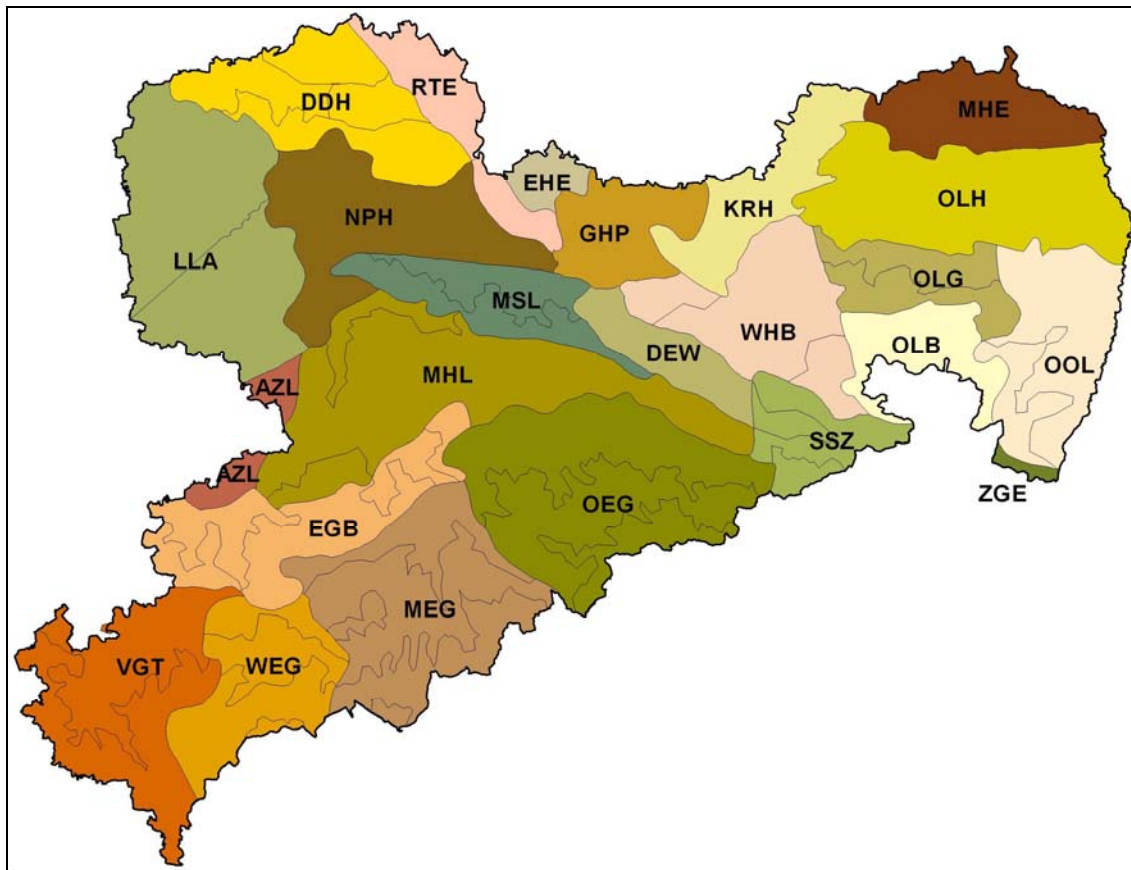 RTE
DDH
MHE
EHE
OLH
KRH
NPH
GHP
LLA
OLG
MSL
WHB
OLB
DEW
OOL
MHL
AZL
SSZ
AZL
ZGE
OEG
EGB
MEG
VGT
WEG